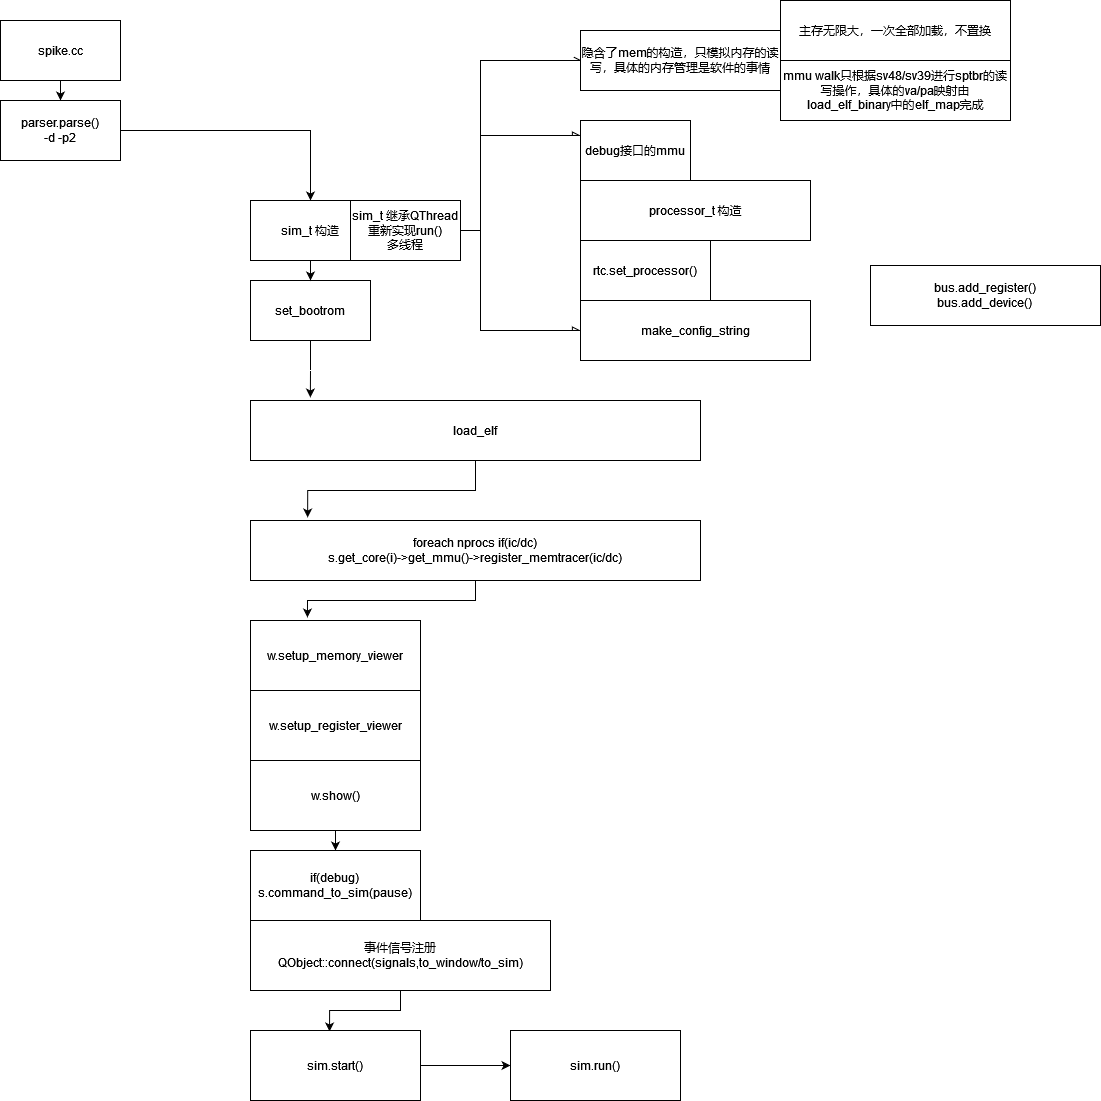 spike.cc
parser.parse()
-d -p2
sim_t 构造
sim_t 继承QThread
重新实现run()
多线程
set_bootrom
隐含了mem的构造，只模拟内存的读
写，具体的内存管理是软件的事情
主存无限大，一次全部加载，不置换
mmu walk只根据sv48/sv39进行sptbr的读
写操作，具体的va/pa映射由
load_elf_binary中的elf_map完成
debug接口的mmu
processor_t 构造
rtc.set_processor()
make_config_string
bus.add_register()
bus.add_device()
load_elf
foreach nprocs if(ic/dc)
s.get_core(i)->get_mmu()->register_memtracer(ic/dc)
w.setup_memory_viewer
w.setup_register_viewer
w.show()
if(debug)
s.command_to_sim(pause)
事件信号注册
QObject::connect(signals,to_window/to_sim)
sim.start()
sim.run()